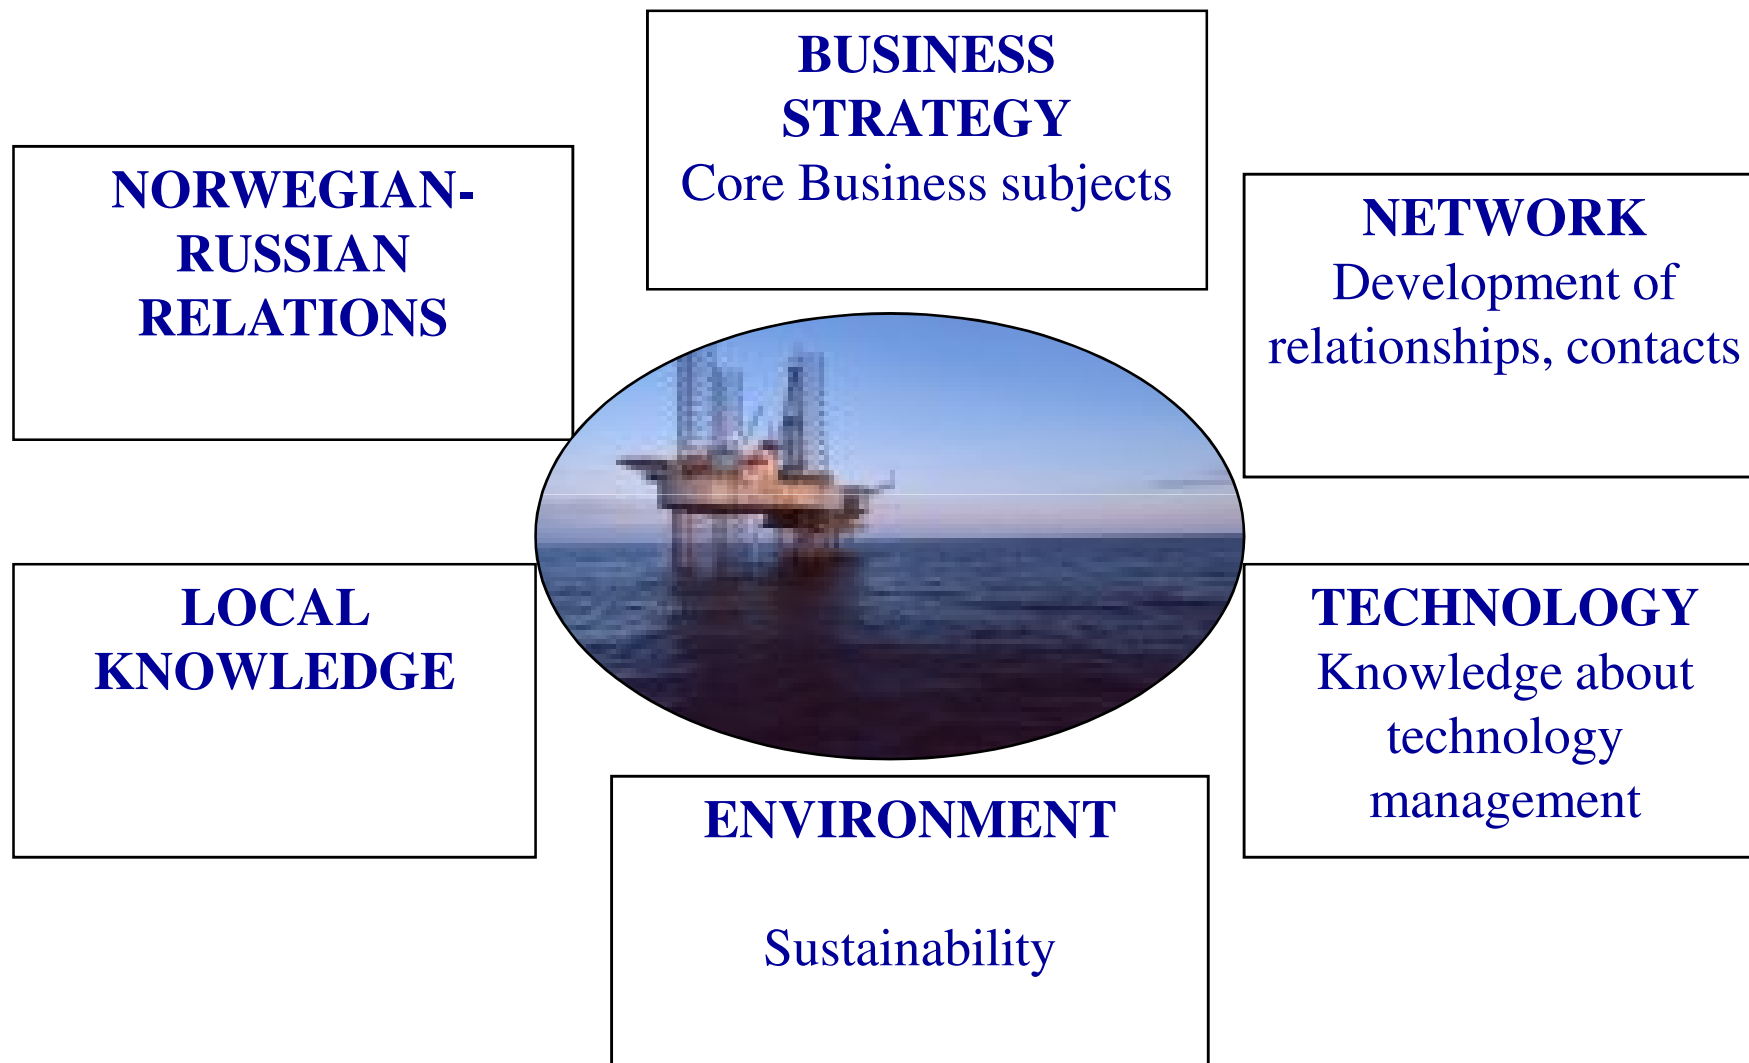 BUSINESS
STRATEGY
Core Business subjects
NORWEGIAN-
RUSSIAN
RELATIONS
NETWORK
Development of
relationships, contacts
LOCAL
KNOWLEDGE
TECHNOLOGY
Knowledge about
technology
management
ENVIRONMENT
Sustainability